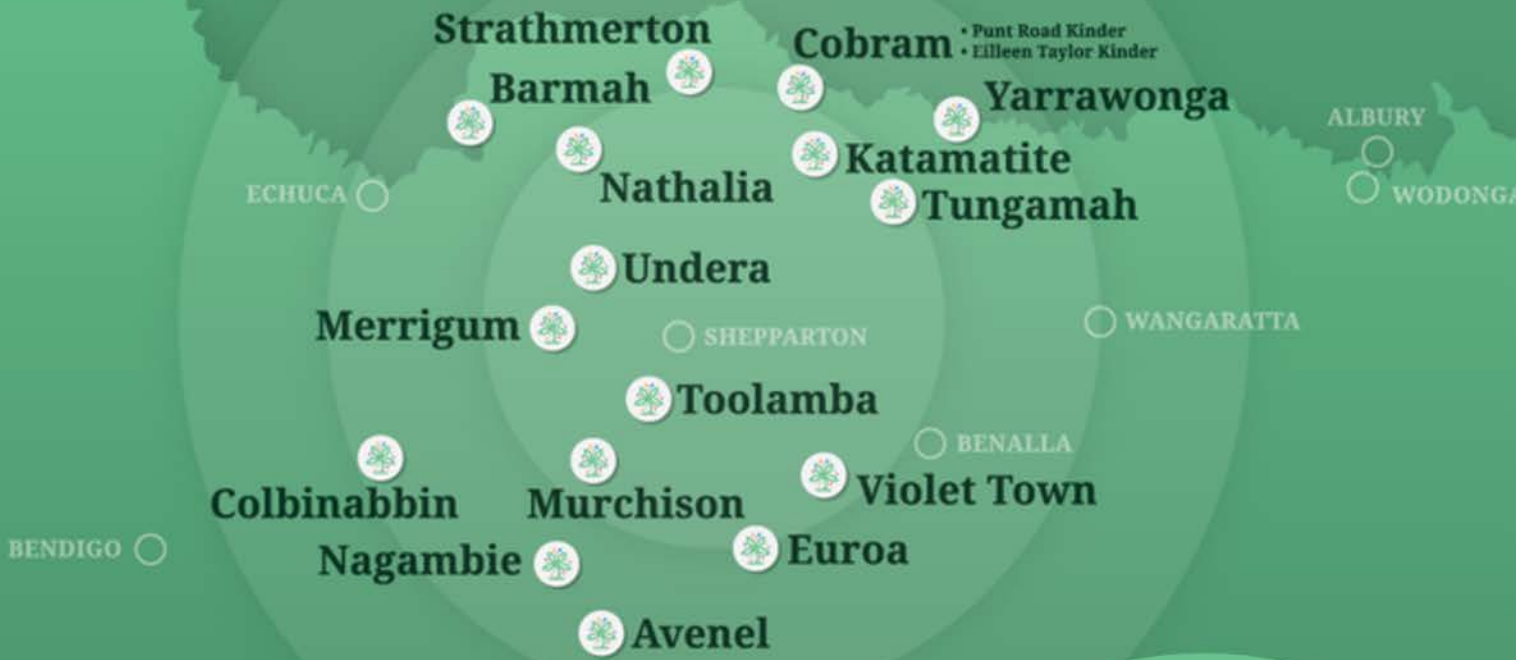 Strathmerton
Cobram
• Punt Road Kinder
• Eilleen Taylor Kinder
Barmah
Yarrawonga
ALBURY
Katamatite
Nathalia
ECHUCA
WODONGA
Tungamah
Undera
Merrigum
SHEPPARTON
WANGARATTA
Toolamba
BENALLA
Violet Town
Colbinabbin
Murchison
BENDIGO
Nagambie
Euroa
Avenel